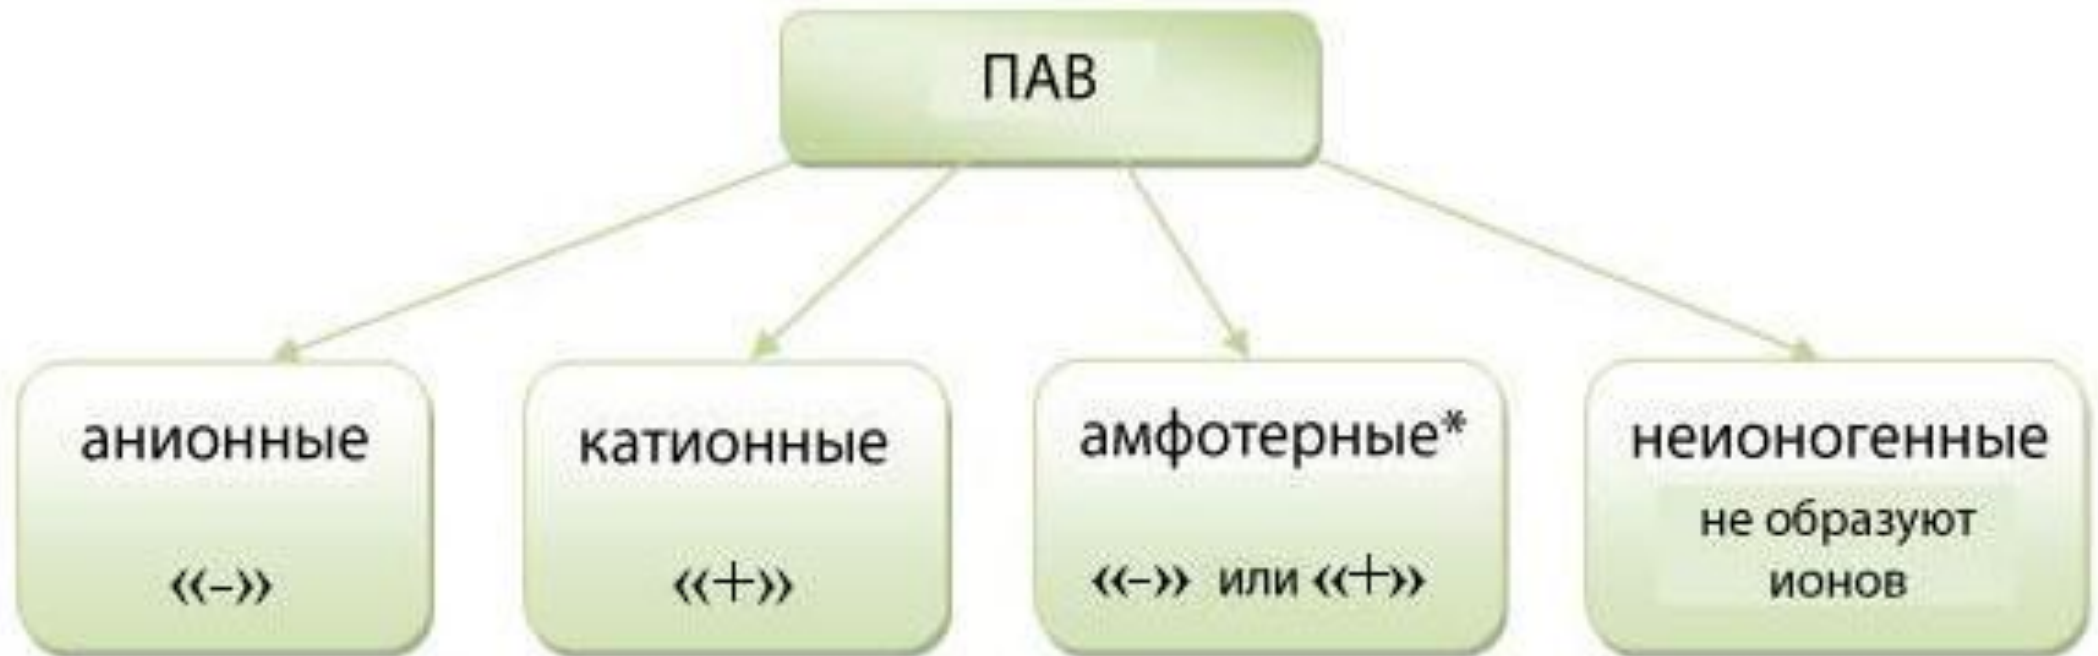 ПАВ
анионные
«-»
катионные
«+»
амфотерные*
«-» или «+»
неионогенные
не образуют
ионов